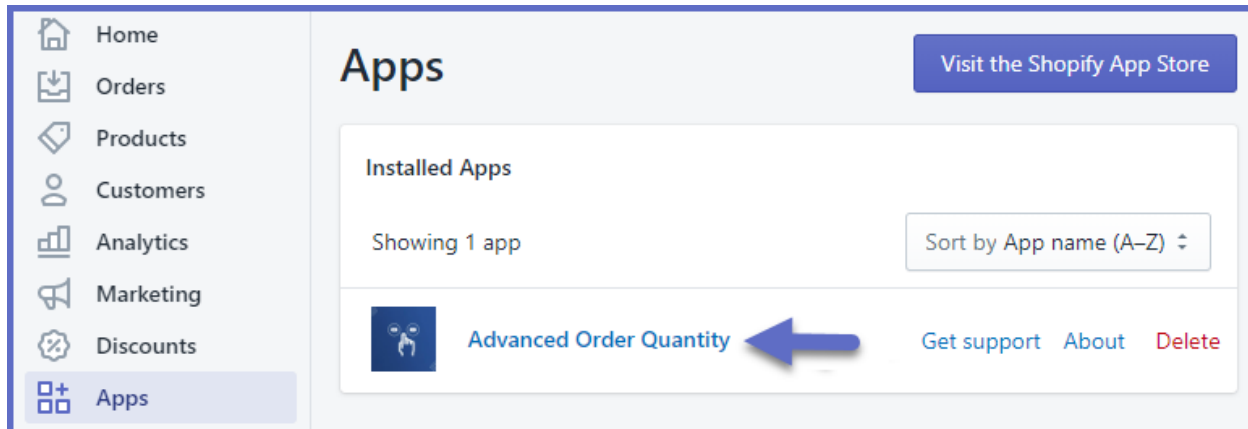 Home
Orders
Products
Customers
Analytics
Marketing
Discounts
Apps
Apps
Visit the Shopify App Store
Installed Apps
Showing 1 app
Sort by App name (A–Z)
Advanced Order Quantity
Get support About Delete